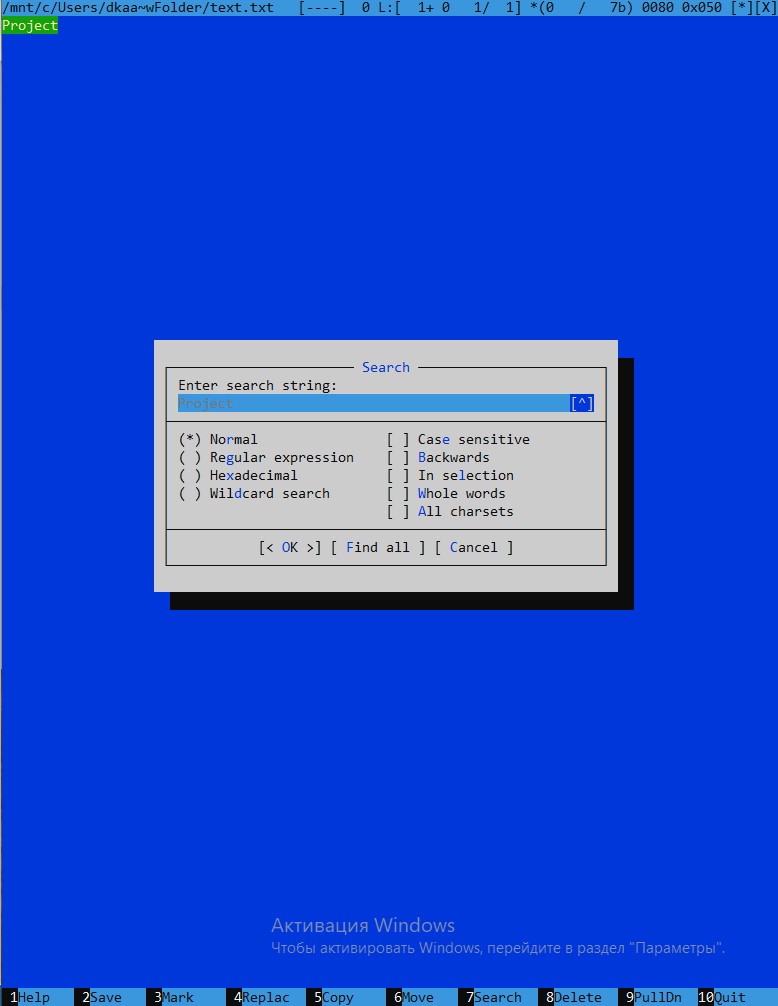 /mnt/c/Users/dkaa~wFolder/text.txt   [----]  0 L:[  1+ 0   1/  1] *(0   /   7b) 0080 0x050 [*][X]
Project
Search
Enter search string:
Project [^]
(*) Normal [ ] Case sensitive
( ) Regular expression [ ] Backwards
( ) Hexadecimal [ ] In selection
( ) Wildcard search [ ] Whole words
[ ] All charsets
[< OK >] [ Find all ] [ Cancel ]
Активация Windows
Чтобы активировать Windows, перейдите в раздел "Параметры".
1Help 2Save 3Mark 4Replac 5Copy 6Move 7Search 8Delete 9PullDn 10Quit